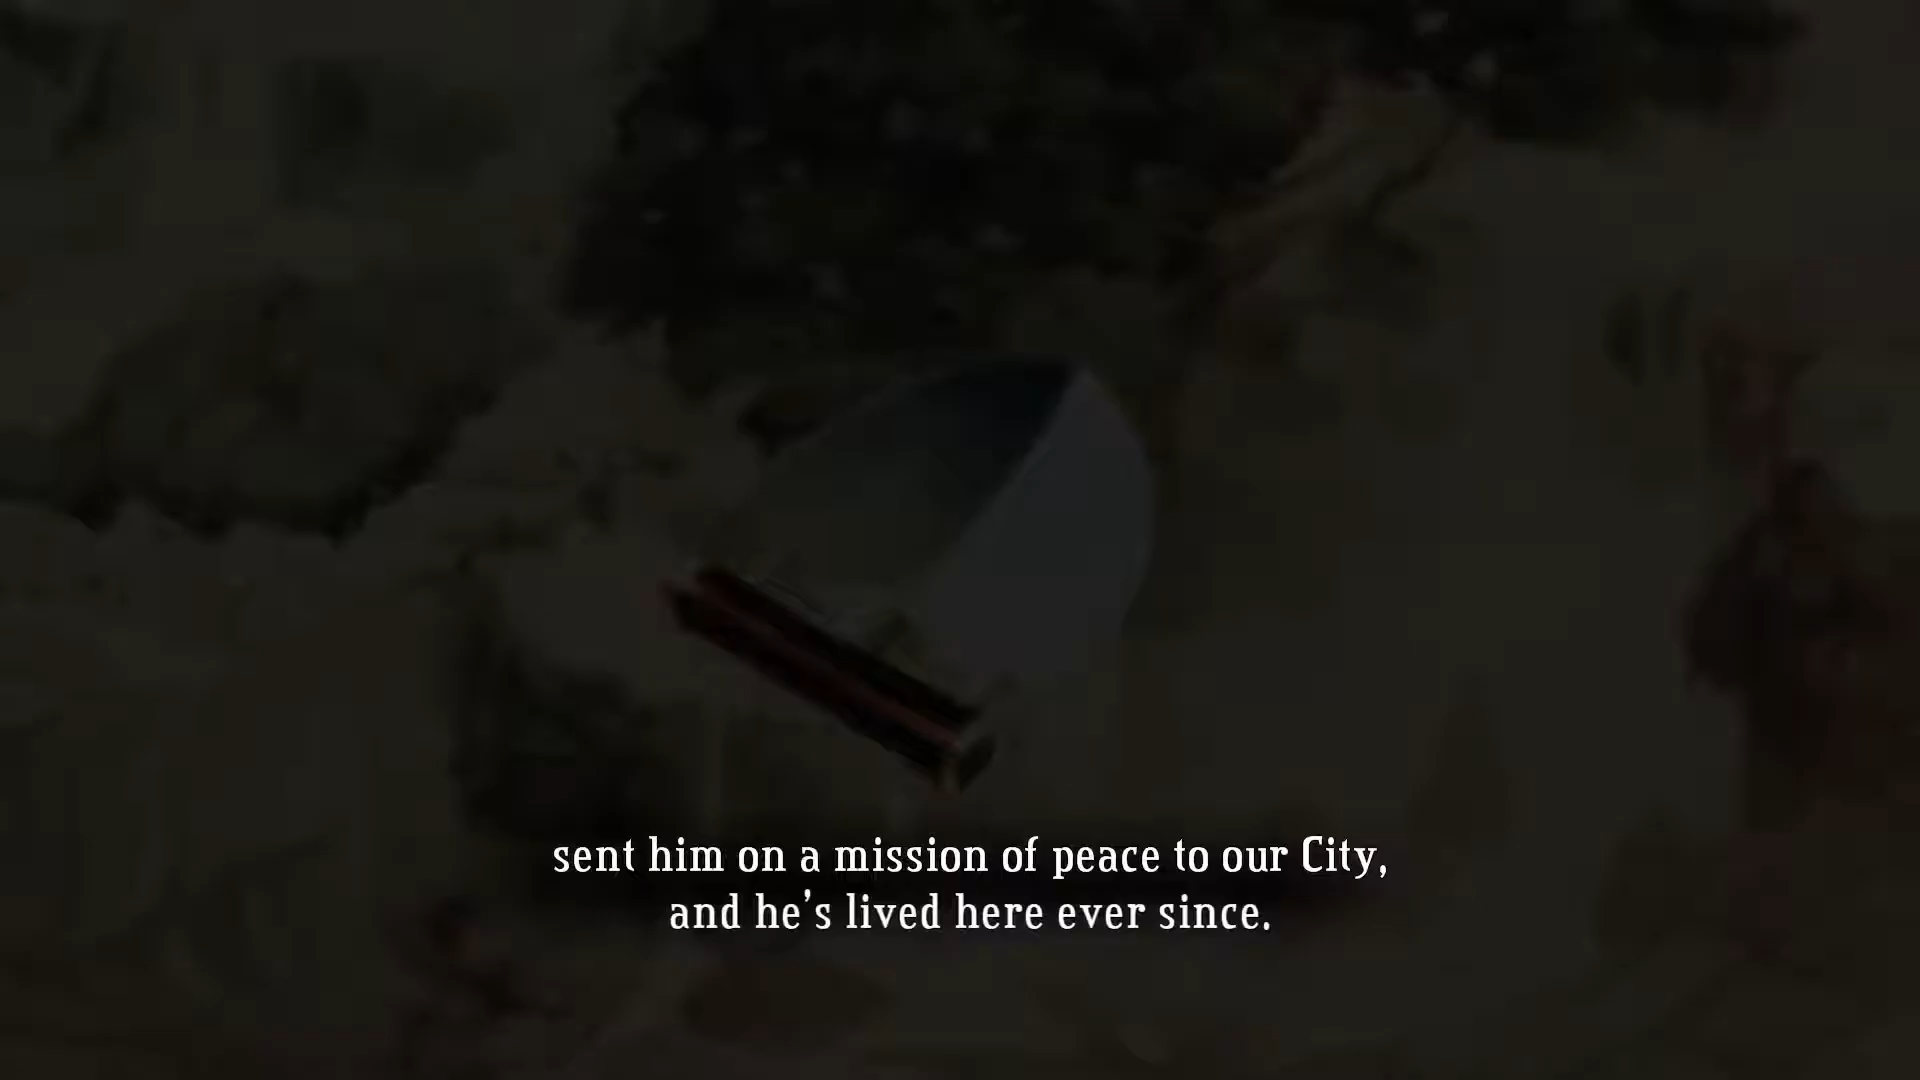 sent him on a mission of peace to our City,
and he's lived here ever since.